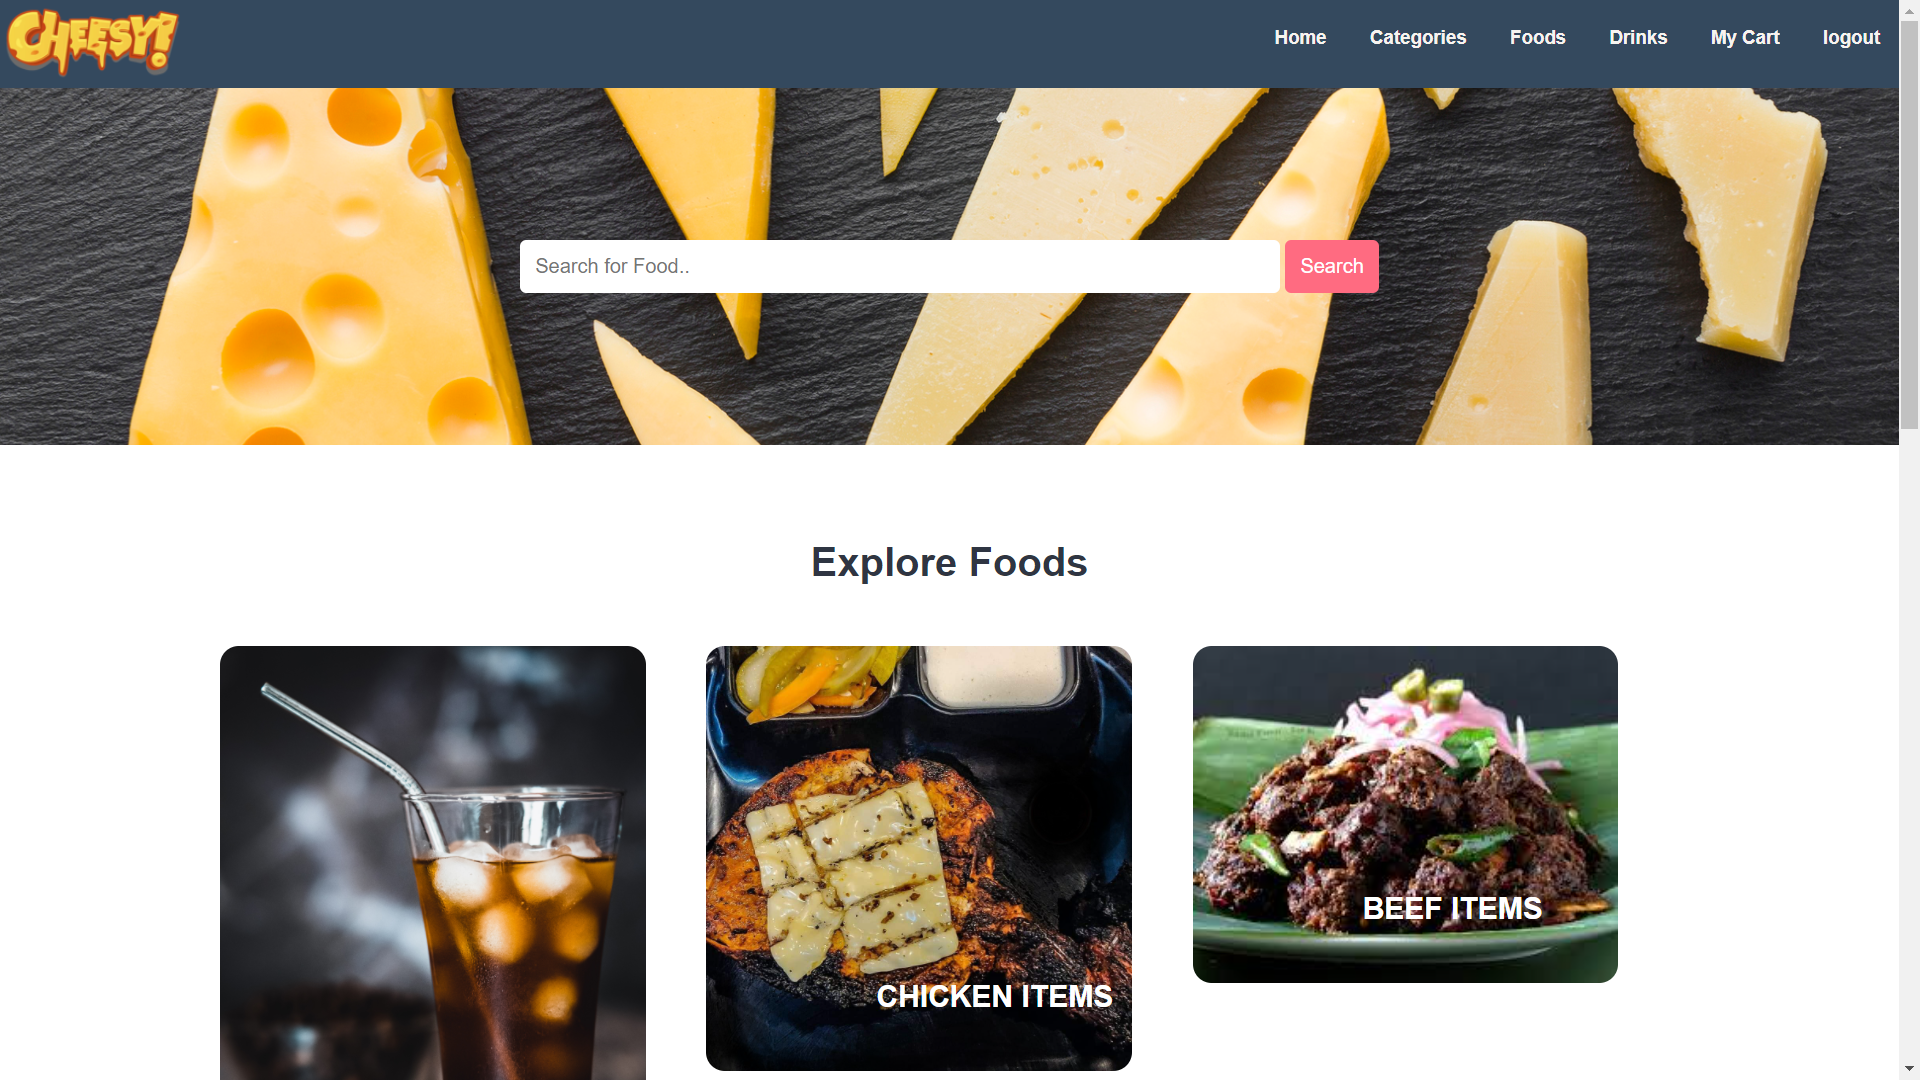 CHEESY!
Home Categories Foods Drinks My Cart logout
Search for Food.. Search
Explore Foods
BEEF ITEMS
CHICKEN ITEMS